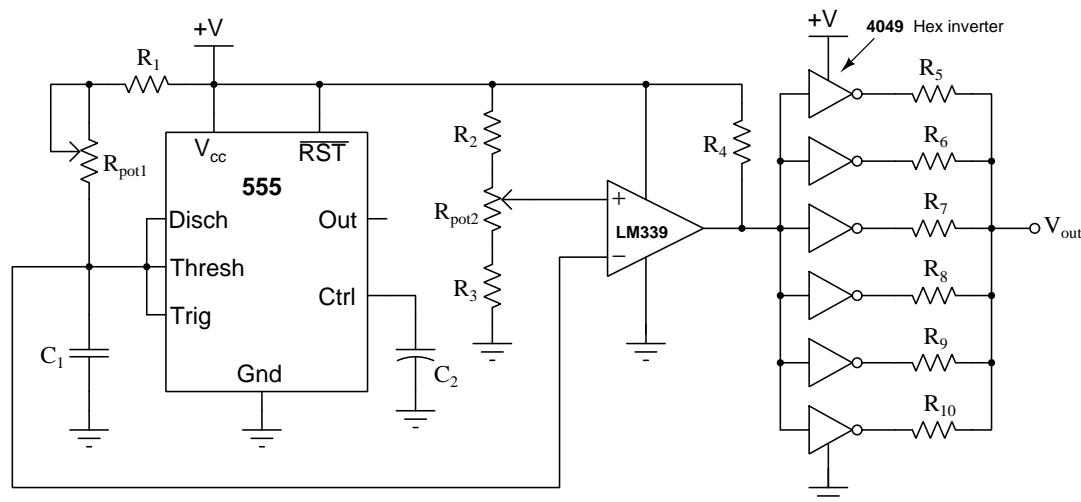 +V
+V
4049 Hex inverter
R1
Vcc
RST
555
Rpot1
Disch
Thresh
Trig
Out
Ctrl
Gnd
C1
C2
R2
Rpot2
R3
+
LM339
−
R4
R5
R6
R7
R8
R9
R10
Vout